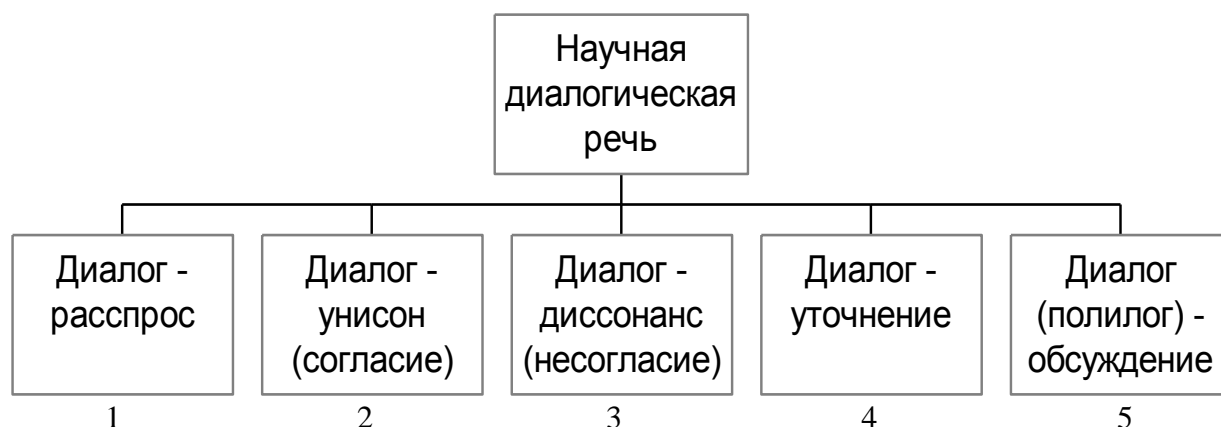 Научная
диалогическая
речь
Диалог -
расспрос
Диалог -
унисон
(согласие)
Диалог -
диссонанс
(несогласие)
Диалог -
уточнение
Диалог
(полилог) -
обсуждение
1
2
3
4
5